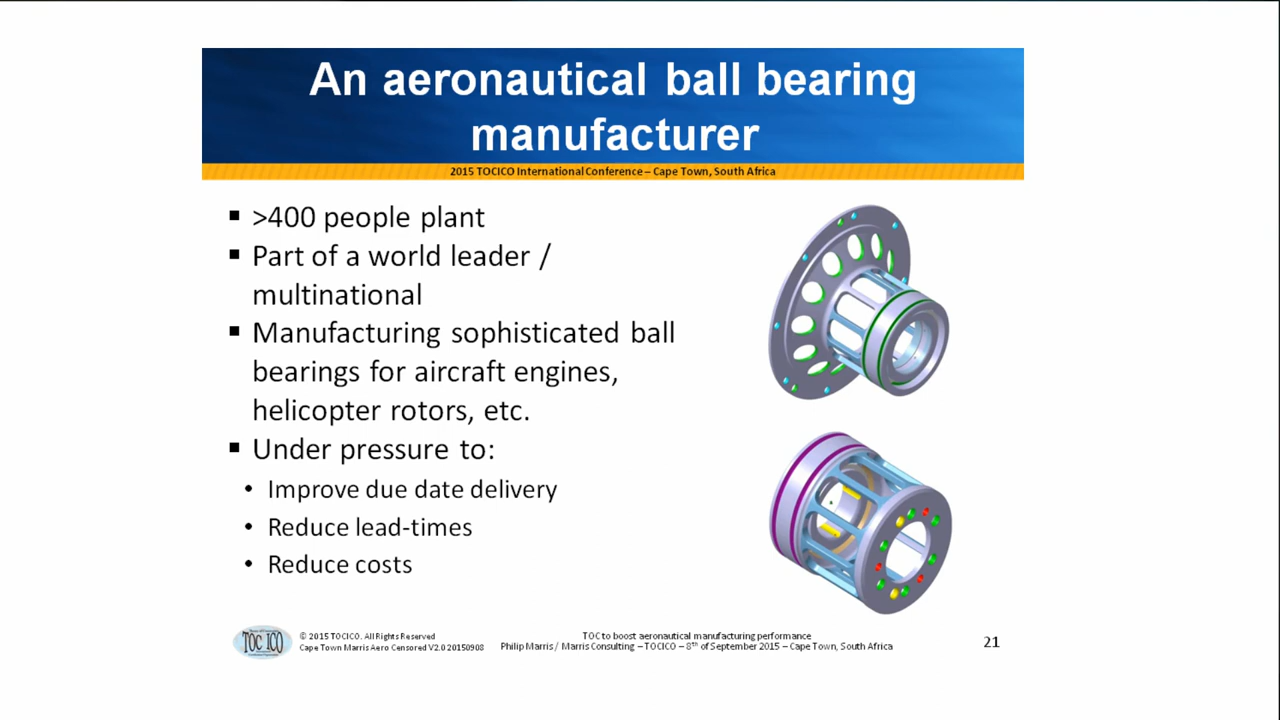 An aeronautical ball bearing
manufacturer
2015 TOCICO International Conference – Cape Town, South Africa
▪ >400 people plant
▪ Part of a world leader /
multinational
▪ Manufacturing sophisticated ball
bearings for aircraft engines,
helicopter rotors, etc.
▪ Under pressure to:
• Improve due date delivery
• Reduce lead-times
• Reduce costs
TOC ICO
© 2015 TOCICO. All Rights Reserved
Cape Town Marris Aero Censored V2.0 20150908
TOC to boost aeronautical manufacturing performance
Philip Marris / Marris Consulting – TOCICO – 8th of September 2015 – Cape Town, South Africa
21